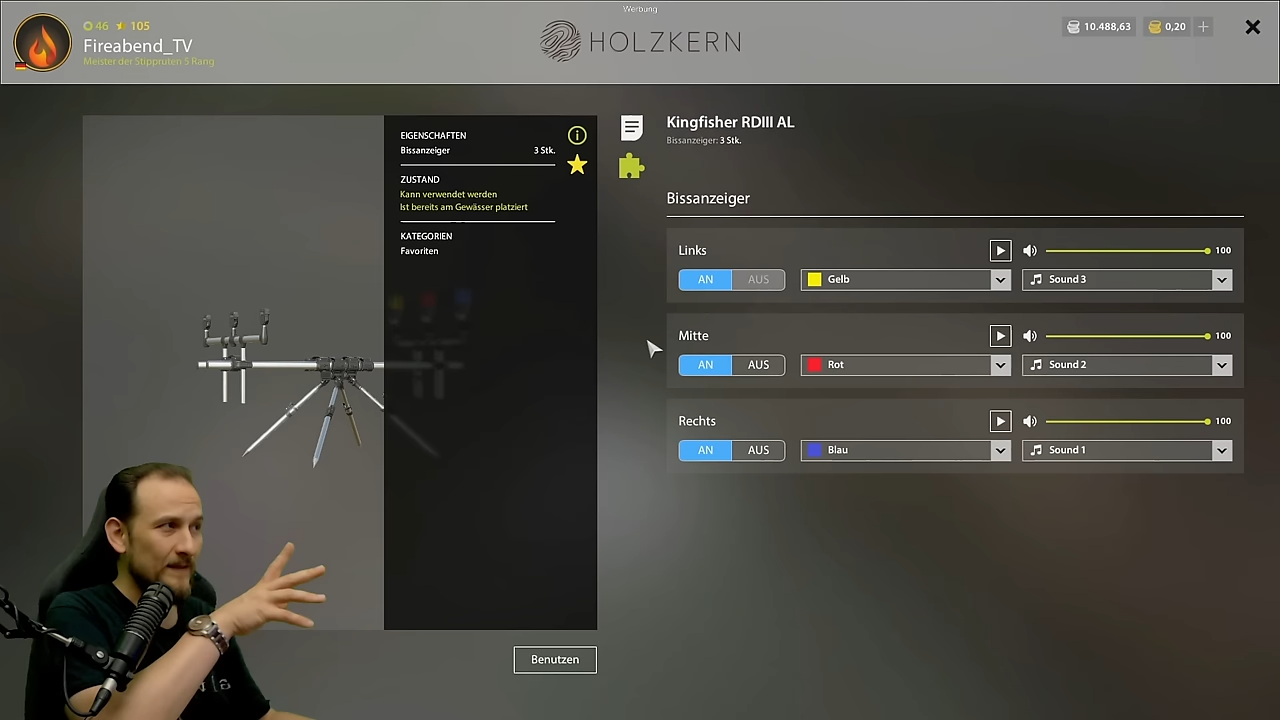 Werbung
46 105
Fireabend_TV
Meister der Stippruten 5 Rang
HOLZKERN
10.488,63
0,20
EIGENSCHAFTEN
Bissanzeiger 3 Stk.
ZUSTAND
Kann verwendet werden
Ist bereits am Gewässer platziert
KATEGORIEN
Favoriten
Benutzen
Kingfisher RDIII AL
Bissanzeiger: 3 Stk.
Bissanzeiger
Links 100
AN AUS Gelb Sound 3
Mitte 100
AN AUS Rot Sound 2
Rechts 100
AN AUS Blau Sound 1